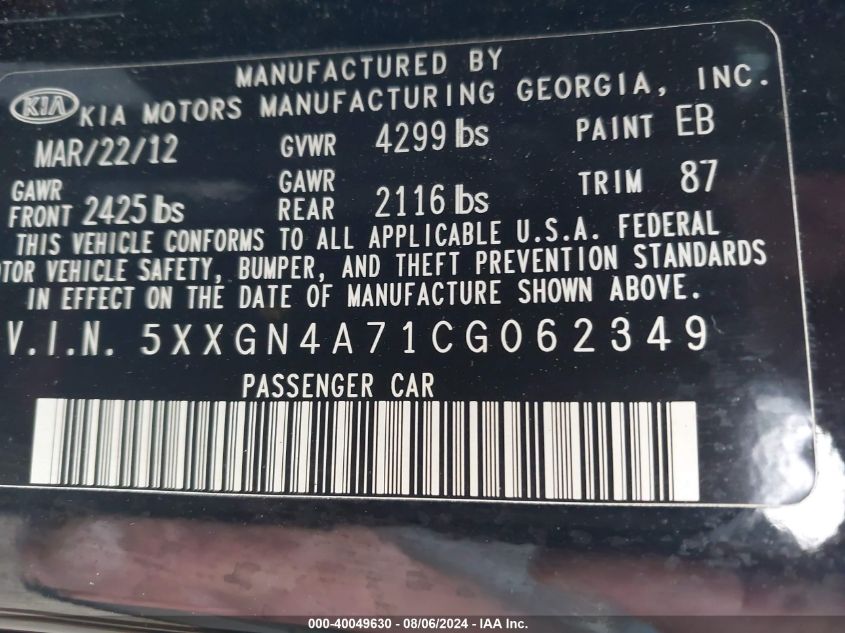 MANUFACTURED BY
KIA KIA MOTORS MANUFACTURING GEORGIA, INC.
MAR/22/12 GVWR 4299 lbs PAINT EB
GAWR FRONT 2425 lbs GAWR REAR 2116 lbs TRIM 87
THIS VEHICLE CONFORMS TO ALL APPLICABLE U.S.A. FEDERAL
OTOR VEHICLE SAFETY, BUMPER, AND THEFT PREVENTION STANDARDS
IN EFFECT ON THE DATE OF MANUFACTURE SHOWN ABOVE.
V.I.N. 5XXGN4A71CG062349
PASSENGER CAR
000-40049630 - 08/06/2024 - IAA Inc.